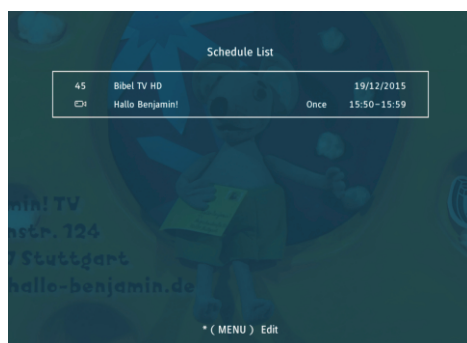 Schedule List
45 Bibel TV HD 19/12/2015
Hallo Benjamin! Once 15:50-15:59
min! TV
nstr. 124
7 Stuttgart
hallo-benjamin.de
* ( MENU ) Edit